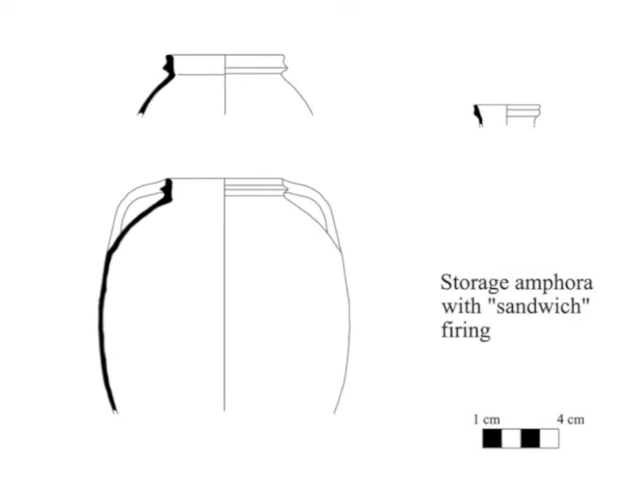 Storage amphora
with "sandwich"
firing
1 cm 4 cm